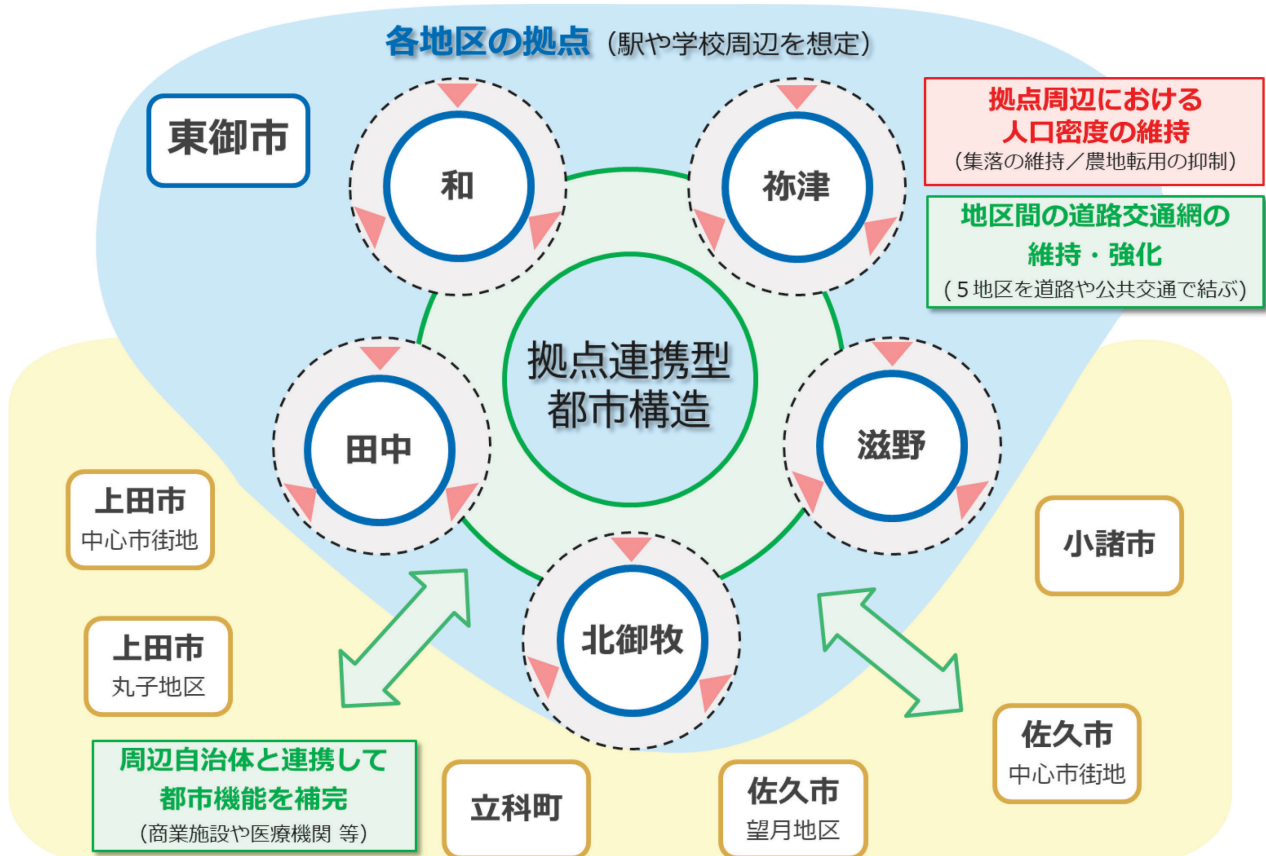 各地区の拠点（駅や学校周辺を想定）
東御市
拠点周辺における
人口密度の維持
（集落の維持／農地転用の抑制）
和
祢津
地区間の道路交通網の
維持・強化
(５地区を道路や公共交通で結ぶ)
拠点連携型
都市構造
田中
滋野
上田市
中心市街地
小諸市
北御牧
上田市
丸子地区
佐久市
中心市街地
周辺自治体と連携して
都市機能を補完
（商業施設や医療機関 等）
立科町
佐久市
望月地区